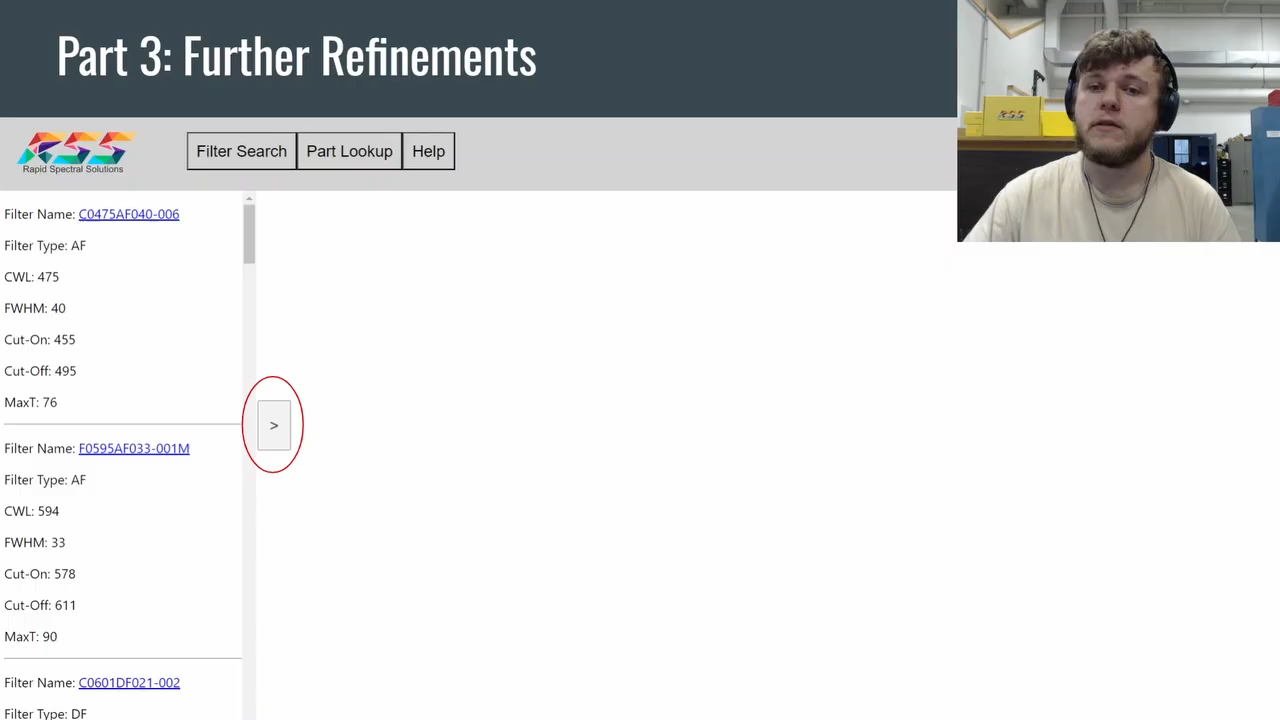 Part 3: Further Refinements
RSS
Rapid Spectral Solutions
Filter Search
Part Lookup
Help
Filter Name: C0475AF040-006
Filter Type: AF
CWL: 475
FWHM: 40
Cut-On: 455
Cut-Off: 495
MaxT: 76
>
Filter Name: F0595AF033-001M
Filter Type: AF
CWL: 594
FWHM: 33
Cut-On: 578
Cut-Off: 611
MaxT: 90
Filter Name: C0601DF021-002
Filter Type: DF
RSS